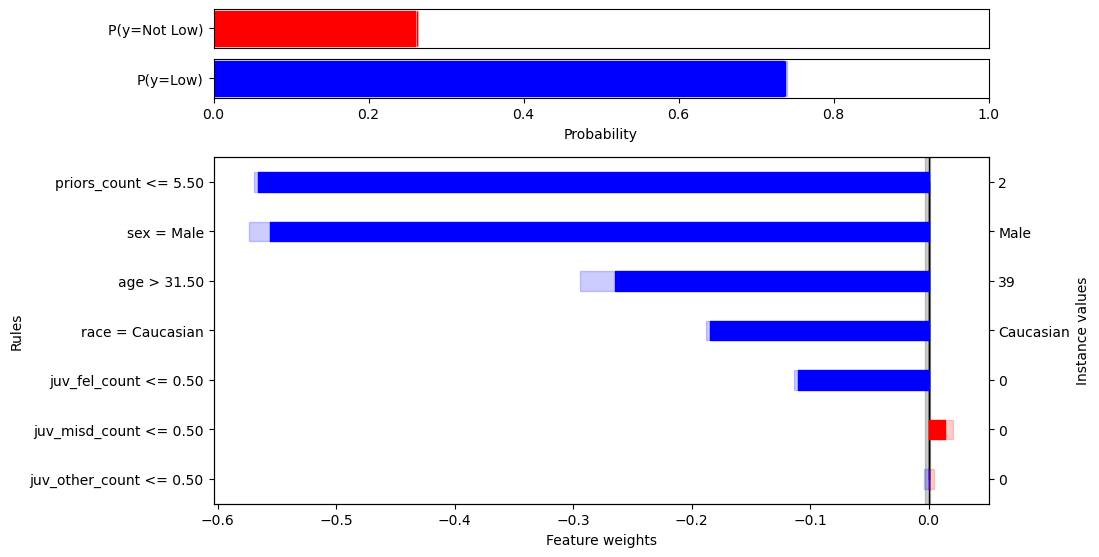 P(y=Not Low)
P(y=Low)
0.0 0.2 0.4 0.6 0.8 1.0
Probability
priors_count <= 5.50 2
sex = Male Male
age > 31.50 39
race = Caucasian Caucasian
juv_fel_count <= 0.50 0
juv_misd_count <= 0.50 0
juv_other_count <= 0.50 0
Rules
Instance values
−0.6 −0.5 −0.4 −0.3 −0.2 −0.1 0.0
Feature weights